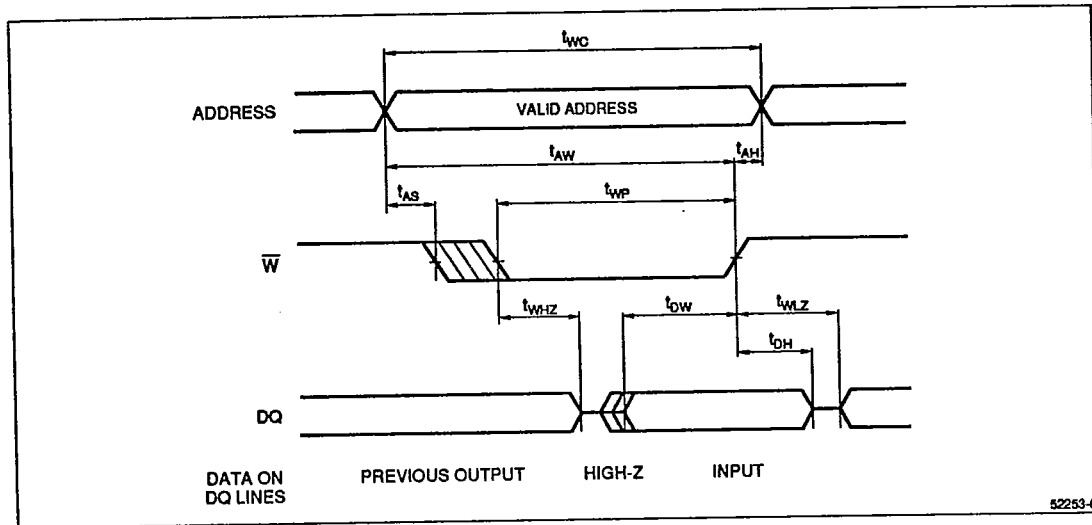 tWC
ADDRESS
VALID ADDRESS
tAW
tAH
tAS
tWP
W
tWHZ
tDW
tWLZ
tDH
DQ
DATA ON
DQ LINES
PREVIOUS OUTPUT
HIGH-Z
INPUT